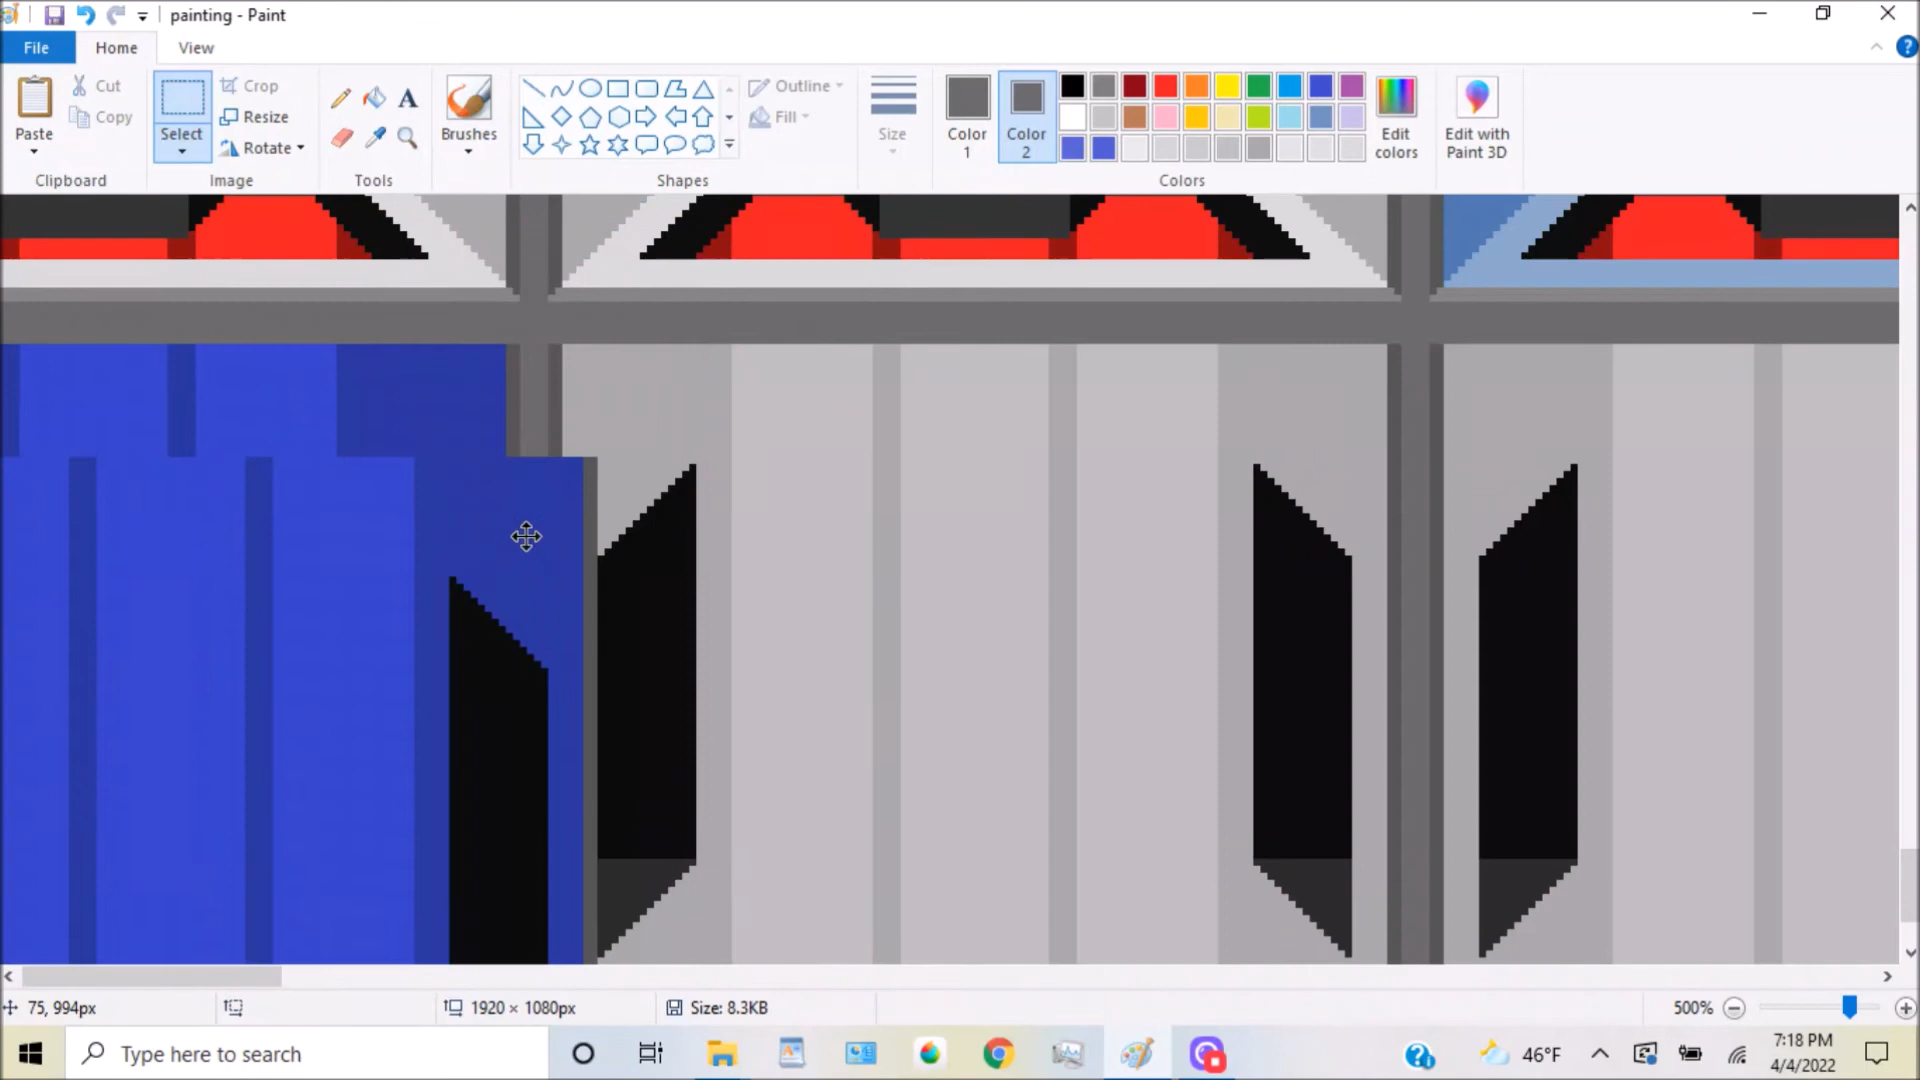 painting - Paint
File Home View
Paste
Cut
Copy
Clipboard
Select
Crop
Resize
Rotate
Image
A
Tools
Brushes
Outline
Fill
Shapes
Size
Color 1
Color 2
Edit colors
Edit with Paint 3D
Colors
75, 994px
1920 × 1080px
Size: 8.3KB
500%
Type here to search
46°F
7:18 PM
4/4/2022